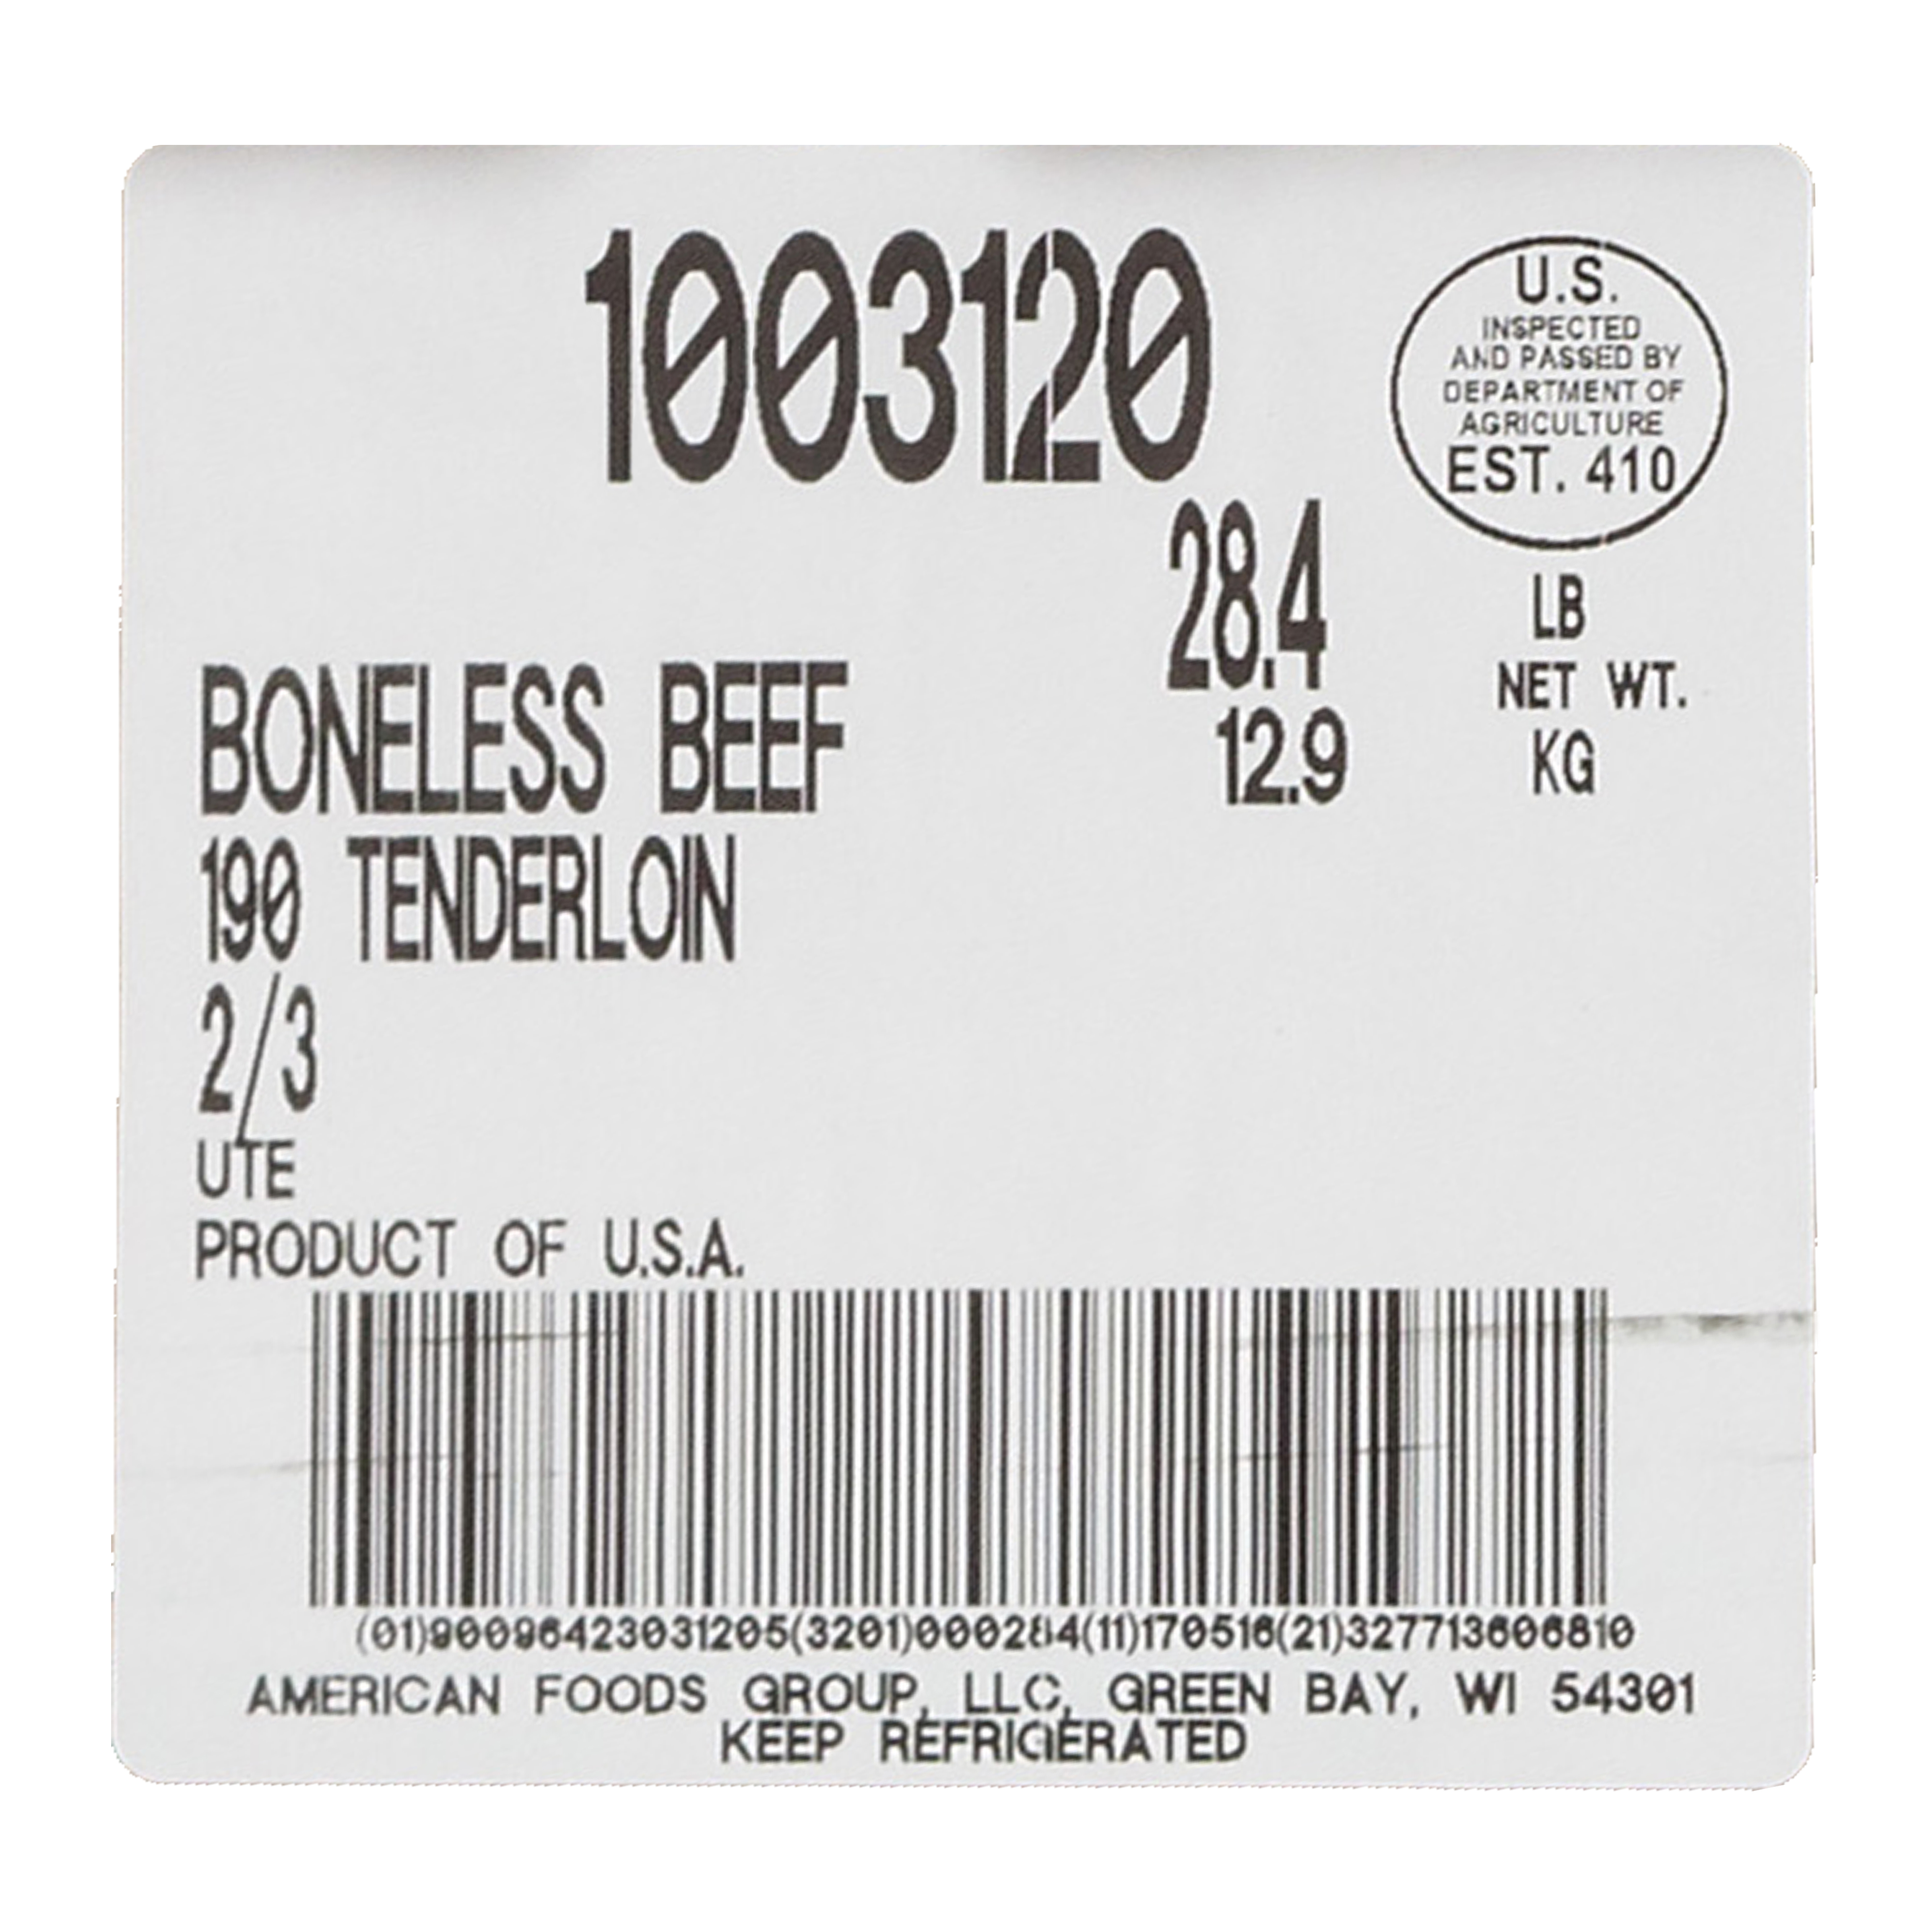 1003120
U.S.
INSPECTED
AND PASSED BY
DEPARTMENT OF
AGRICULTURE
EST. 410
28.4 LB
NET WT.
12.9 KG
BONELESS BEEF
190 TENDERLOIN
2/3
UTE
PRODUCT OF U.S.A.
(01)90096423031205(3201)000284(11)170516(21)327713606810
AMERICAN FOODS GROUP, LLC, GREEN BAY, WI 54301
KEEP REFRIGERATED